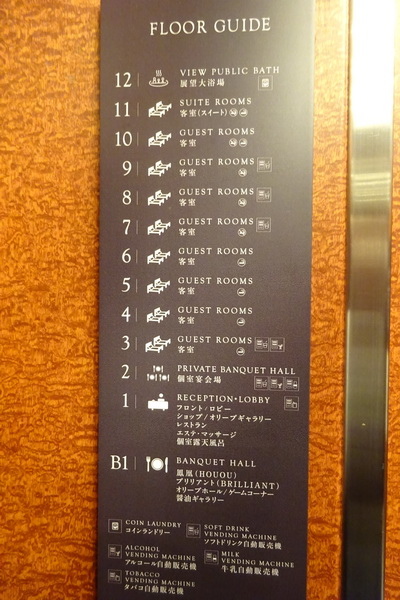 FLOOR GUIDE
12 VIEW PUBLIC BATH
展望大浴場
11 SUITE ROOMS
客室(スイート)
10 GUEST ROOMS
客室
9 GUEST ROOMS
客室
8 GUEST ROOMS
客室
7 GUEST ROOMS
客室
6 GUEST ROOMS
客室
5 GUEST ROOMS
客室
4 GUEST ROOMS
客室
3 GUEST ROOMS
客室
2 PRIVATE BANQUET HALL
個室宴会場
1 RECEPTION・LOBBY
フロント/ロビー
ショップ/オリーブギャラリー
レストラン
エステ・マッサージ
個室露天風呂
B1 BANQUET HALL
鳳凰(HOUOU)
ブリリアント(BRILLIANT)
オリーブホール/ゲームコーナー
醤油ギャラリー
COIN LAUNDRY
コインランドリー
SOFT DRINK
VENDING MACHINE
ソフトドリンク自動販売機
ALCOHOL
VENDING MACHINE
アルコール自動販売機
MILK
VENDING MACHINE
牛乳自動販売機
TOBACCO
VENDING MACHINE
タバコ自動販売機